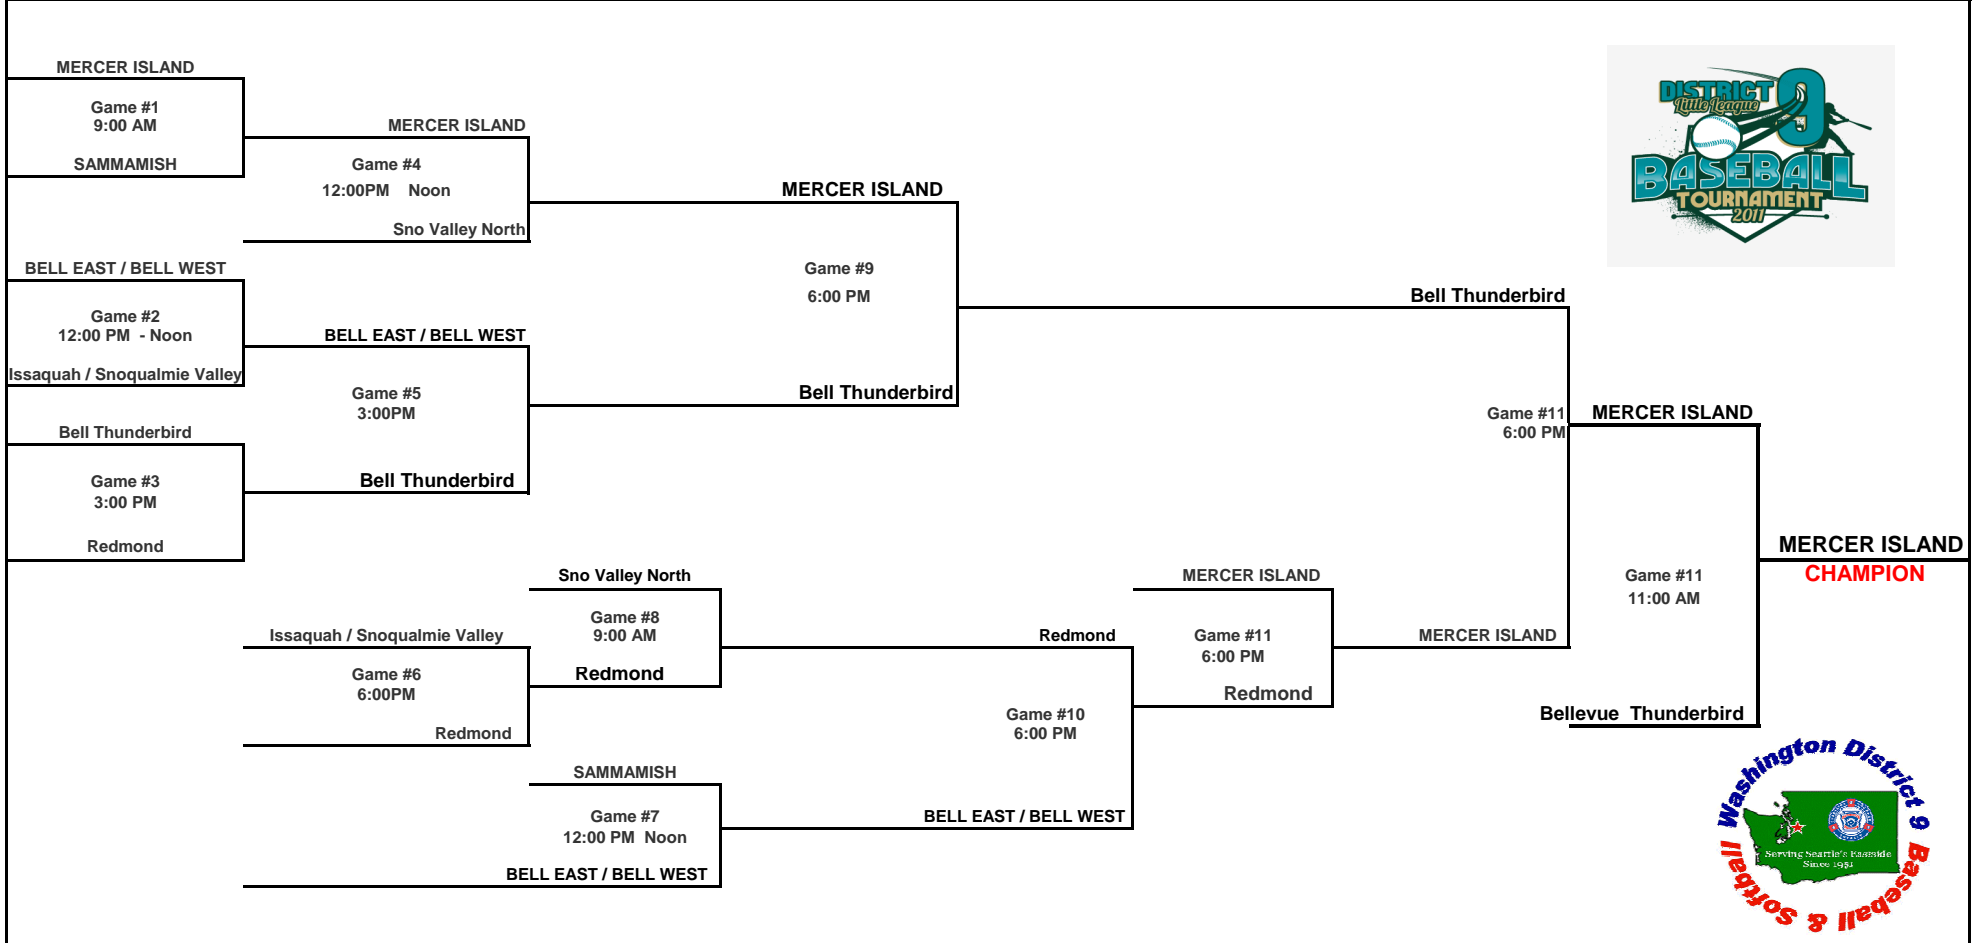 MERCER ISLAND
Game #1
9:00 AM
SAMMAMISH
MERCER ISLAND
Game #4
12:00PM Noon
Sno Valley North
BELL EAST / BELL WEST
Game #2
12:00 PM - Noon
Issaquah / Snoqualmie Valley
BELL EAST / BELL WEST
Game #5
3:00PM
Bell Thunderbird
Bell Thunderbird
Game #3
3:00 PM
Redmond
MERCER ISLAND
Game #9
6:00 PM
Bell Thunderbird
Bell Thunderbird
Game #11
6:00 PM
MERCER ISLAND
MERCER ISLAND
Game #11
11:00 AM
Bellevue Thunderbird
MERCER ISLAND
CHAMPION
Sno Valley North
Game #8
9:00 AM
Redmond
Issaquah / Snoqualmie Valley
Game #6
6:00PM
Redmond
SAMMAMISH
Game #7
12:00 PM Noon
BELL EAST / BELL WEST
Redmond
Game #10
6:00 PM
BELL EAST / BELL WEST
MERCER ISLAND
Game #11
6:00 PM
Redmond
DISTRICT 9
Little League
BASEBALL
TOURNAMENT
2011
Washington District 9
Baseball & Softball
Serving Seattle's Eastside
Since 1951